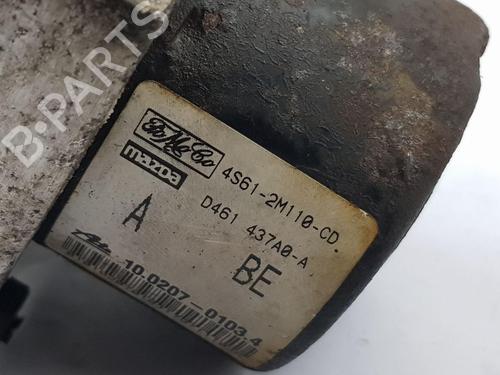 B-PARTS
FoMoCo
mazda
4S61-2M110-CD
D461 437A0-A
A
BE
10.0207-0103.4